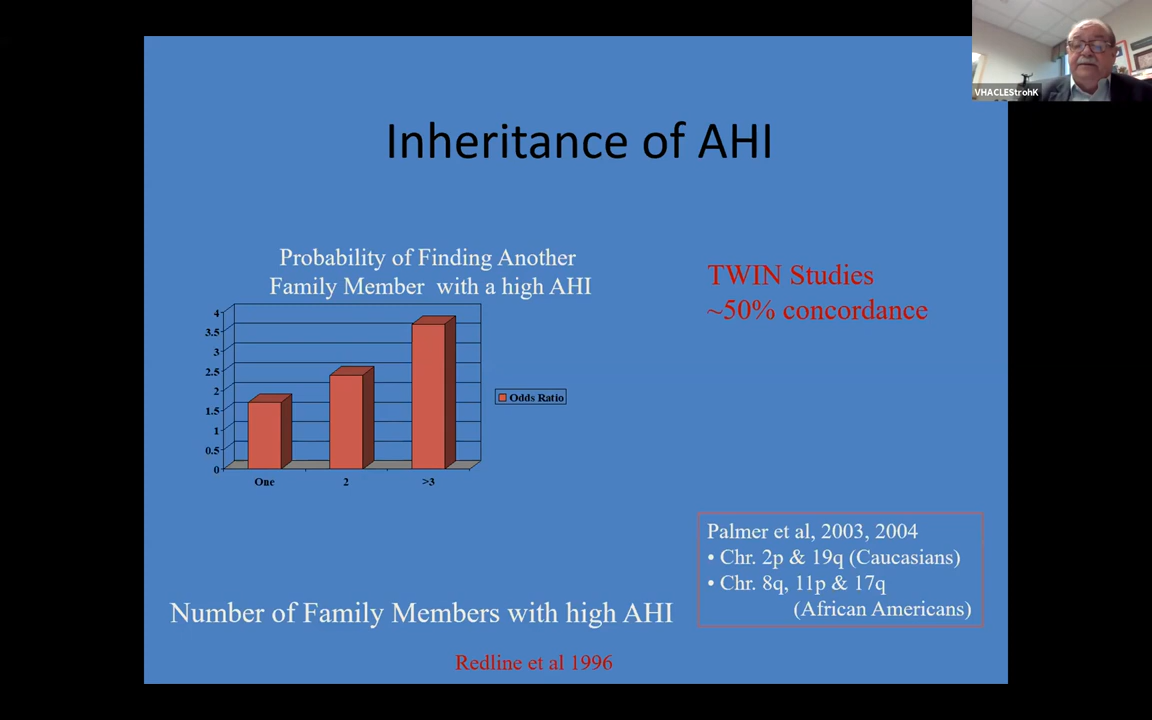 VHACLEStrohK
Inheritance of AHI
Probability of Finding Another
Family Member with a high AHI
4
3.5
3
2.5
2
1.5
1
0.5
0
One
2
>3
Odds Ratio
Number of Family Members with high AHI
Redline et al 1996
TWIN Studies
~50% concordance
Palmer et al, 2003, 2004
• Chr. 2p & 19q (Caucasians)
• Chr. 8q, 11p & 17q
(African Americans)